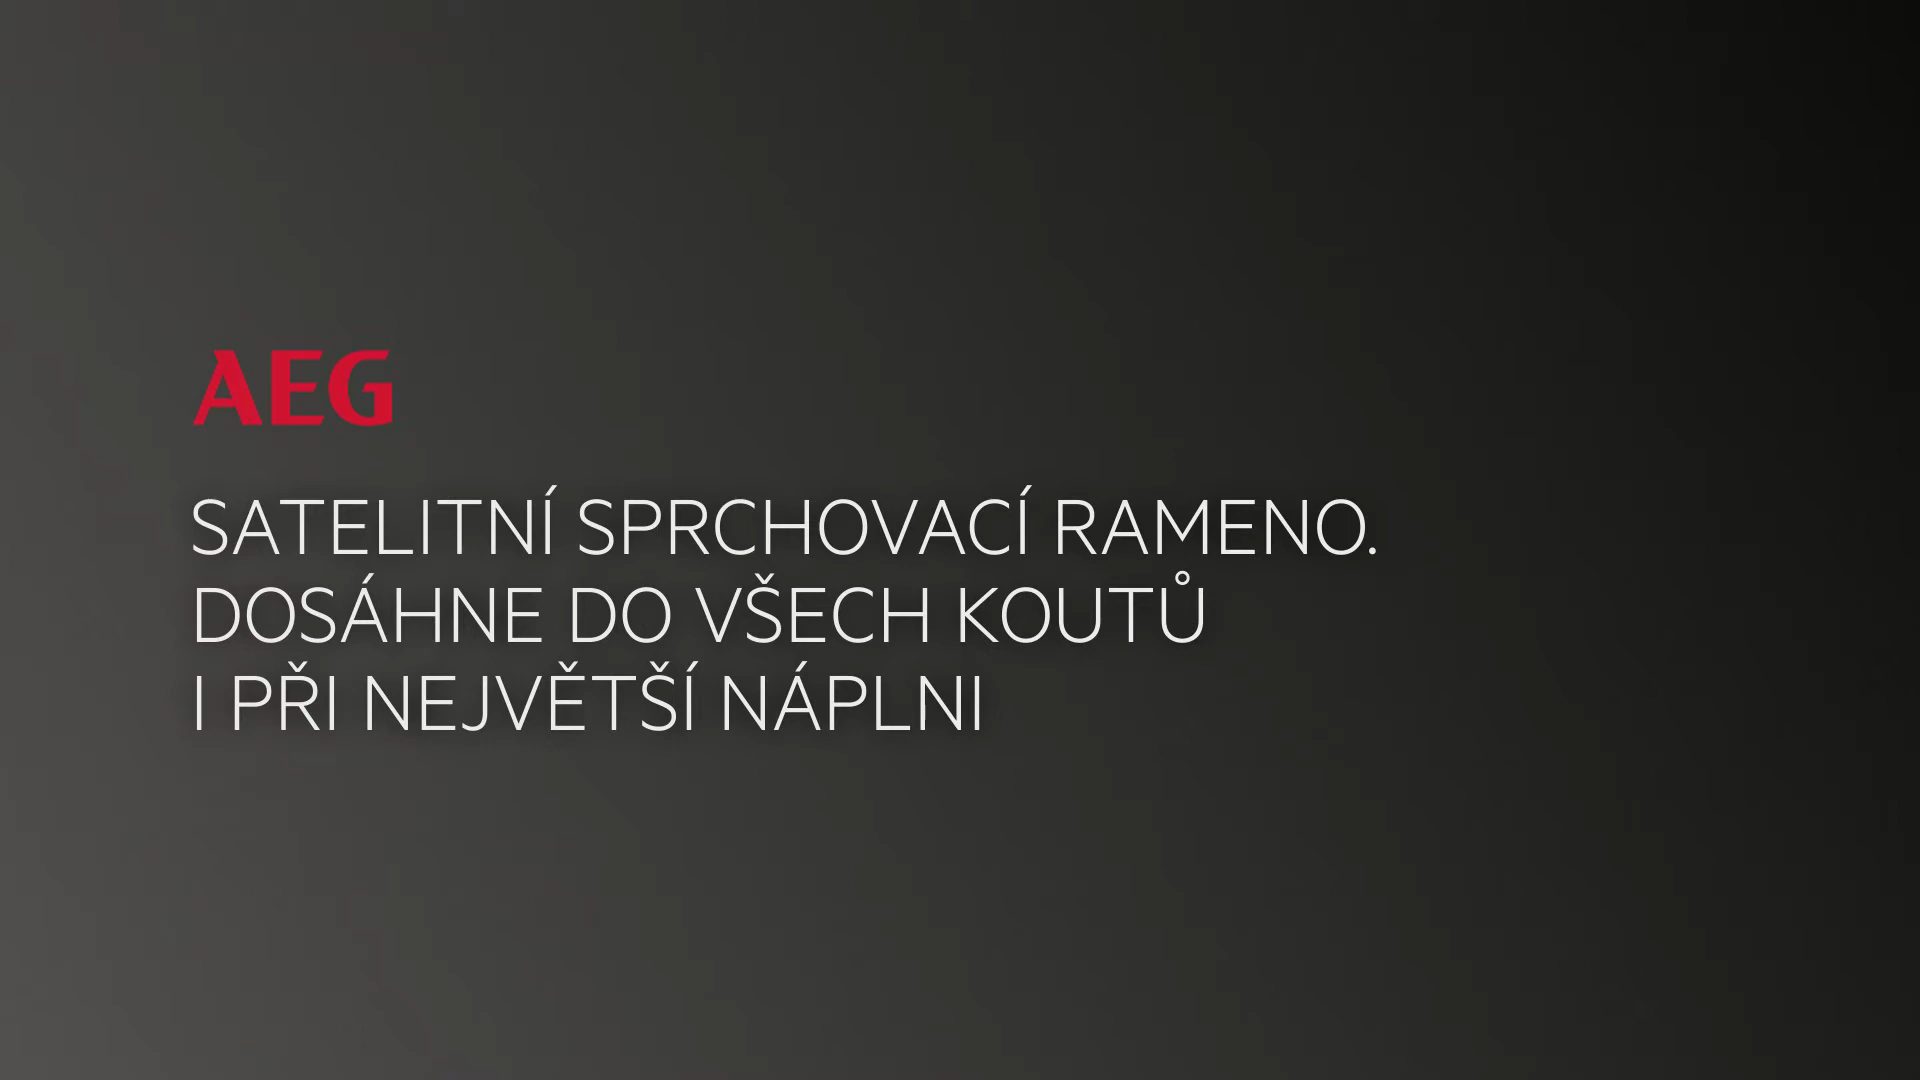 AEG
SATELITNÍ SPRCHOVACÍ RAMENO.
DOSÁHNE DO VŠECH KOUTŮ
I PŘI NEJVĚTŠÍ NÁPLNI